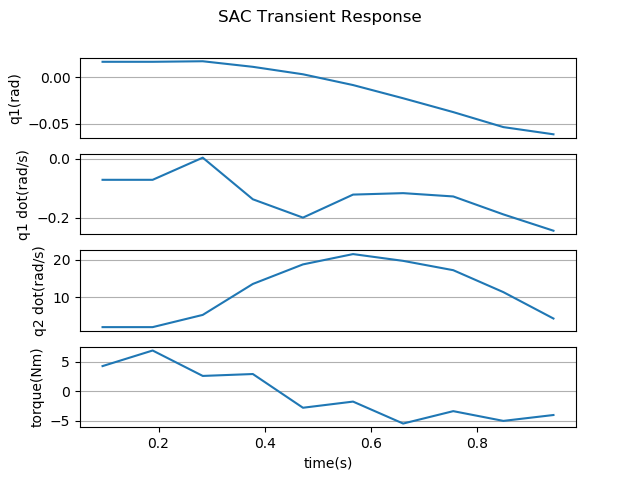 SAC Transient Response
q1(rad)
0.00
−0.05
q1 dot(rad/s)
0.0
−0.2
q2 dot(rad/s)
20
10
torque(Nm)
5
0
−5
0.2 0.4 0.6 0.8
time(s)